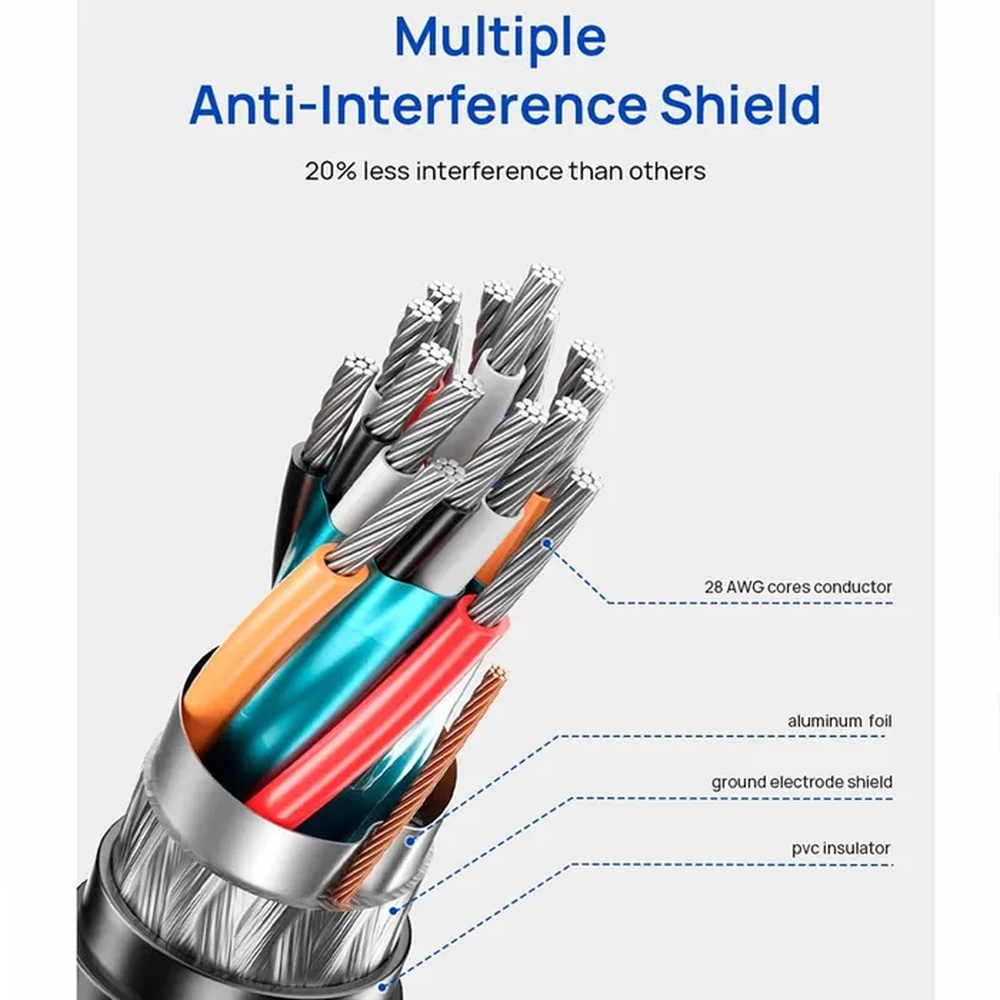 Multiple
Anti-Interference Shield
20% less interference than others
28 AWG cores conductor
aluminum foil
ground electrode shield
pvc insulator